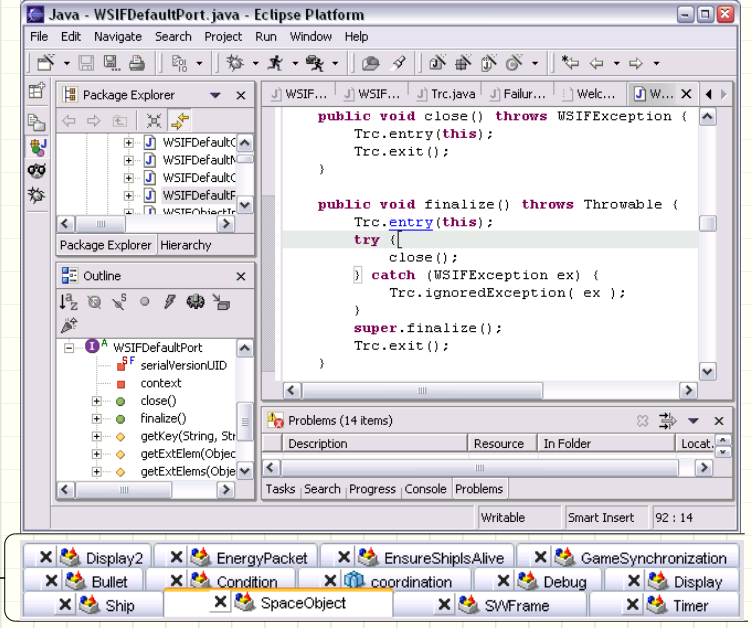 Java - WSIFDefaultPort.java - Eclipse Platform
File Edit Navigate Search Project Run Window Help
Package Explorer
WSIFDefaultC
WSIFDefaultM
WSIFDefaultC
WSIFDefaultF
WSIFObjectIn
Package Explorer Hierarchy
Outline
WSIFDefaultPort
serialVersionUID
context
close()
finalize()
getKey(String, Str
getExtElem(Objec
getExtElems(Obje
WSIF... WSIF... Trc.java Failur... Welc... W...
public void close() throws WSIFException {
Trc.entry(this);
Trc.exit();
}
public void finalize() throws Throwable {
Trc.entry(this);
try {
close();
} catch (WSIFException ex) {
Trc.ignoredException( ex );
}
super.finalize();
Trc.exit();
}
Problems (14 items)
Description Resource In Folder Locat.
Tasks Search Progress Console Problems
Writable Smart Insert 92 : 14
Display2 EnergyPacket EnsureShipIsAlive GameSynchronization
Bullet Condition coordination Debug Display
Ship SpaceObject SWFrame Timer